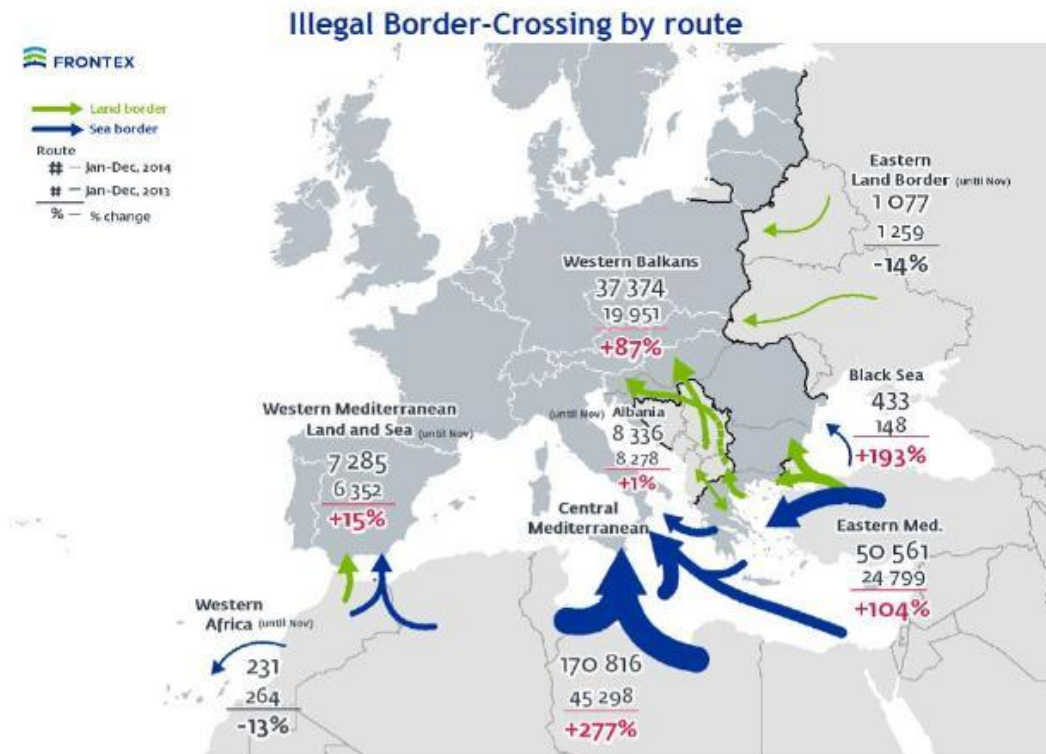 Illegal Border-Crossing by route
FRONTEX
Land border
Sea border
Route
# — Jan-Dec, 2014
# — Jan-Dec, 2013
% — % change
Eastern
Land Border (until Nov)
1 077
1 259
-14%
Western Balkans
37 374
19 951
+87%
Black Sea
433
148
+193%
Western Mediterranean
Land and Sea (until Nov)
7 285
6 352
+15%
(until Nov) Albania
8 336
8 278
+1%
Central
Mediterranean
Eastern Med.
50 561
24 799
+104%
Western
Africa (until Nov)
231
264
-13%
170 816
45 298
+277%